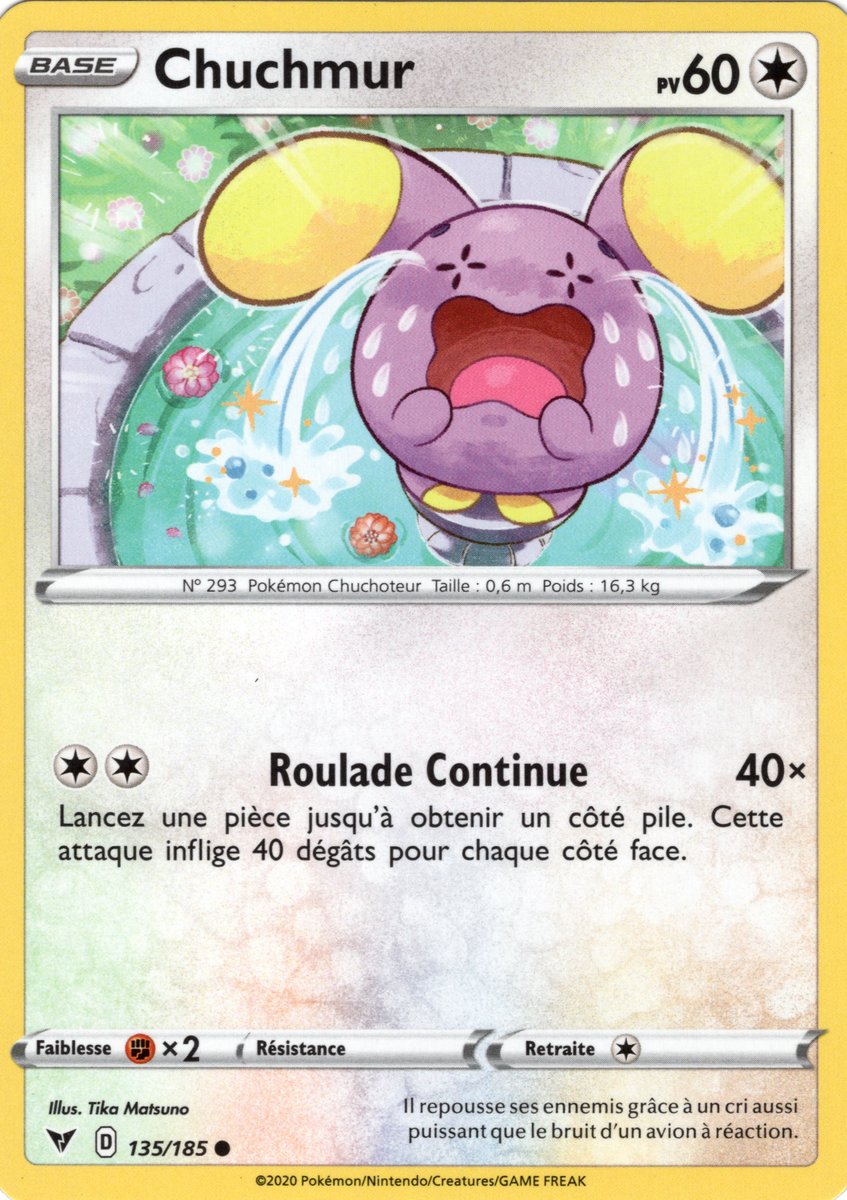 BASE
Chuchmur
PV60
N° 293 Pokémon Chuchoteur Taille : 0,6 m Poids : 16,3 kg
Roulade Continue 40×
Lancez une pièce jusqu'à obtenir un côté pile. Cette
attaque inflige 40 dégâts pour chaque côté face.
Faiblesse ×2 Résistance Retraite
Illus. Tika Matsuno
Il repousse ses ennemis grâce à un cri aussi
puissant que le bruit d'un avion à réaction.
D 135/185
©2020 Pokémon/Nintendo/Creatures/GAME FREAK